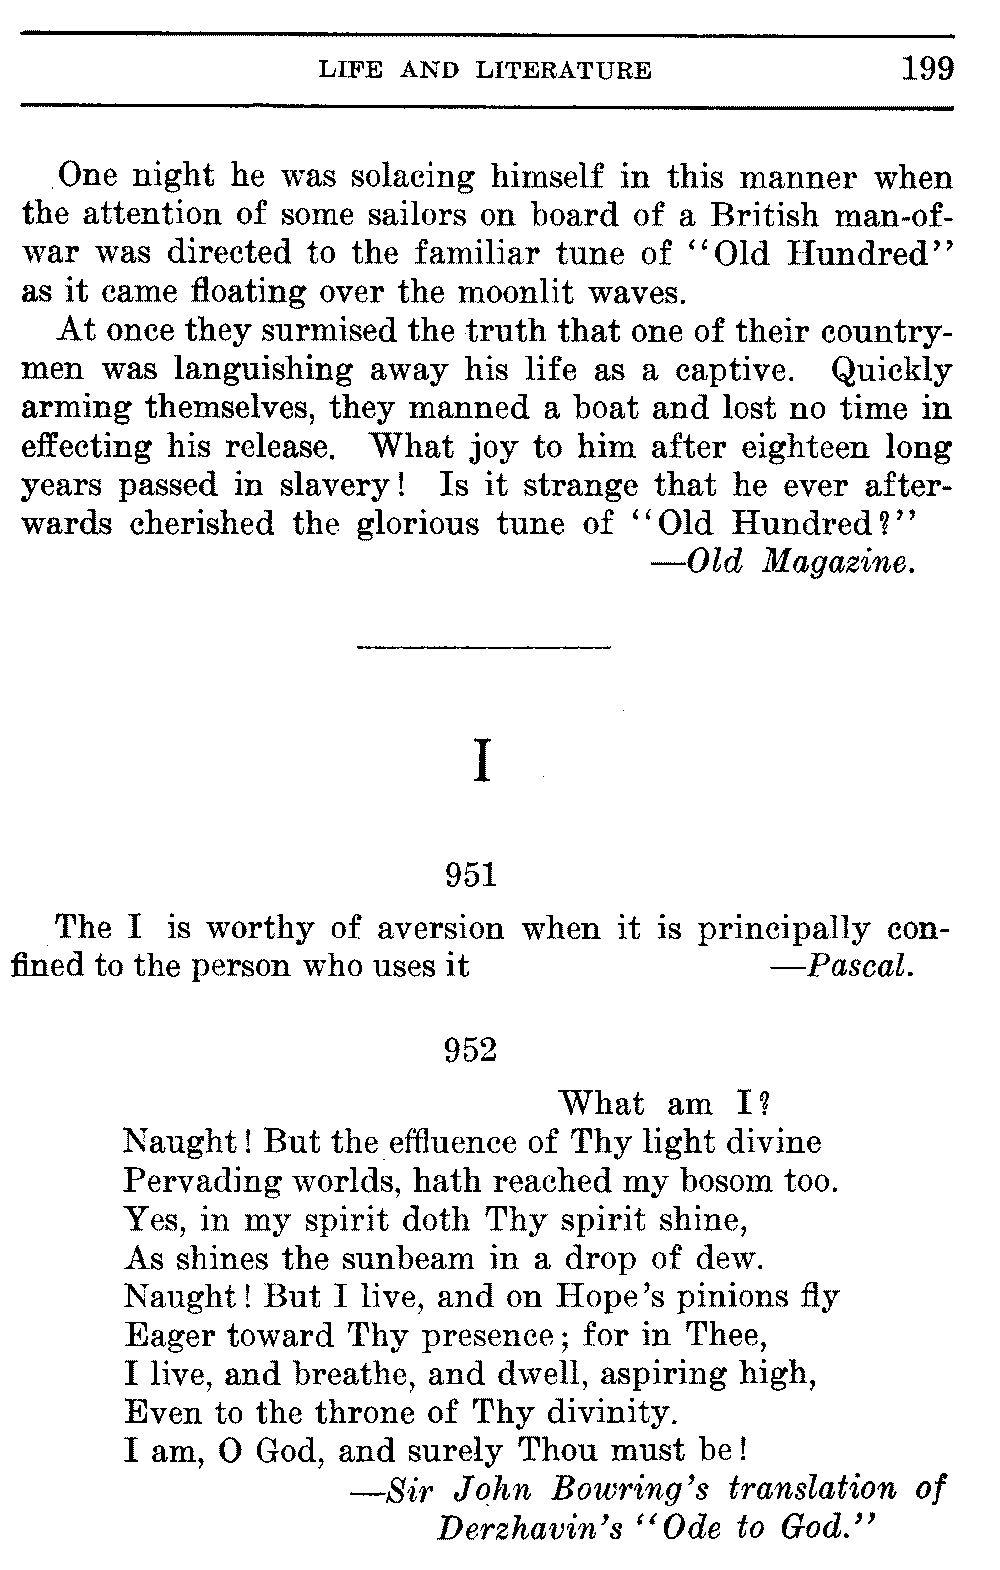 LIFE AND LITERATURE 199
One night he was solacing himself in this manner when
the attention of some sailors on board of a British man-of-
war was directed to the familiar tune of "Old Hundred"
as it came floating over the moonlit waves.
At once they surmised the truth that one of their country-
men was languishing away his life as a captive. Quickly
arming themselves, they manned a boat and lost no time in
effecting his release. What joy to him after eighteen long
years passed in slavery! Is it strange that he ever after-
wards cherished the glorious tune of "Old Hundred?"
—Old Magazine.
I
951
The I is worthy of aversion when it is principally con-
fined to the person who uses it —Pascal.
952
What am I?
Naught! But the effluence of Thy light divine
Pervading worlds, hath reached my bosom too.
Yes, in my spirit doth Thy spirit shine,
As shines the sunbeam in a drop of dew.
Naught! But I live, and on Hope's pinions fly
Eager toward Thy presence; for in Thee,
I live, and breathe, and dwell, aspiring high,
Even to the throne of Thy divinity.
I am, O God, and surely Thou must be!
—Sir John Bowring's translation of
Derzhavin's "Ode to God."